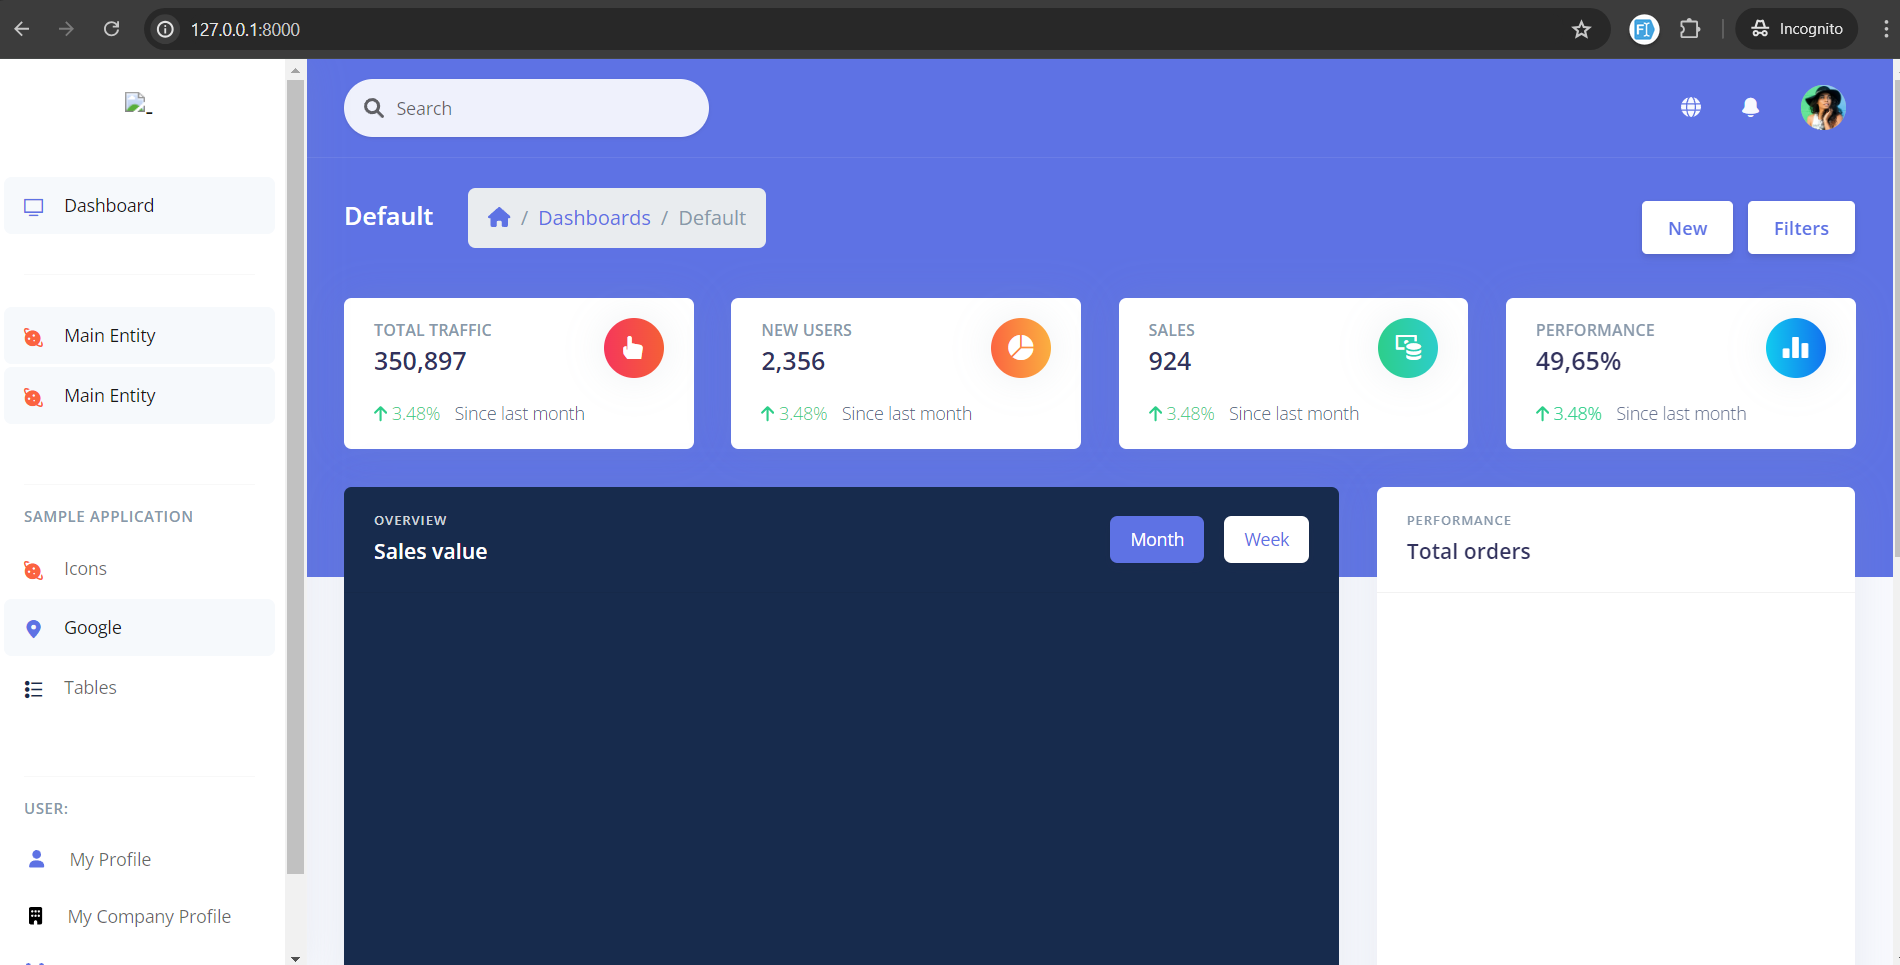 127.0.0.1:8000
Incognito
Search
Dashboard
Main Entity
Main Entity
SAMPLE APPLICATION
Icons
Google
Tables
USER:
My Profile
My Company Profile
Default
/ Dashboards / Default
New
Filters
TOTAL TRAFFIC
350,897
3.48% Since last month
NEW USERS
2,356
3.48% Since last month
SALES
924
3.48% Since last month
PERFORMANCE
49,65%
3.48% Since last month
OVERVIEW
Sales value
Month
Week
PERFORMANCE
Total orders